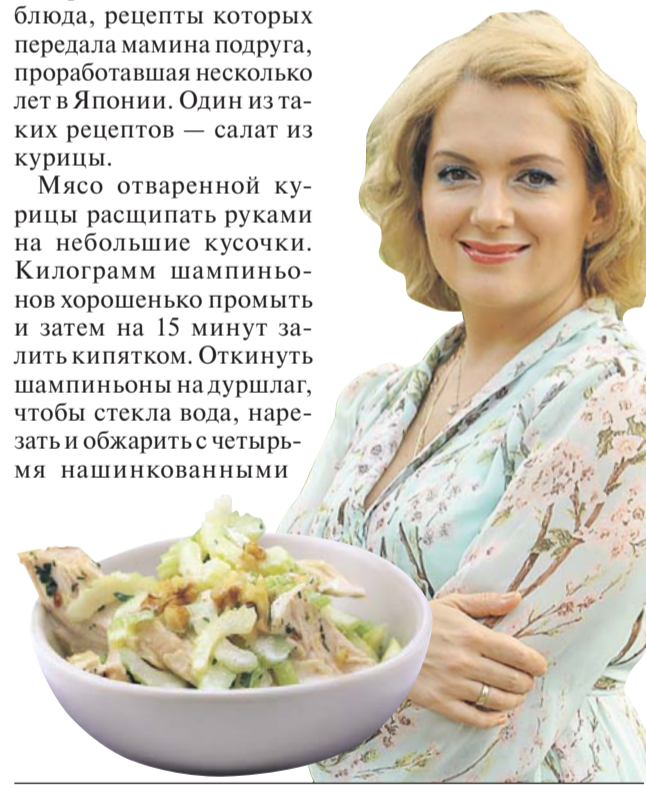 блюда, рецепты которых
передала мамина подруга,
проработавшая несколько
лет в Японии. Один из та-
ких рецептов — салат из
курицы.
Мясо отваренной ку-
рицы расщипать руками
на небольшие кусочки.
Килограмм шампиньо-
нов хорошенько промыть
и затем на 15 минут за-
лить кипятком. Откинуть
шампиньоны на дуршлаг,
чтобы стекла вода, наре-
зать и обжарить с четырь-
мя нашинкованными